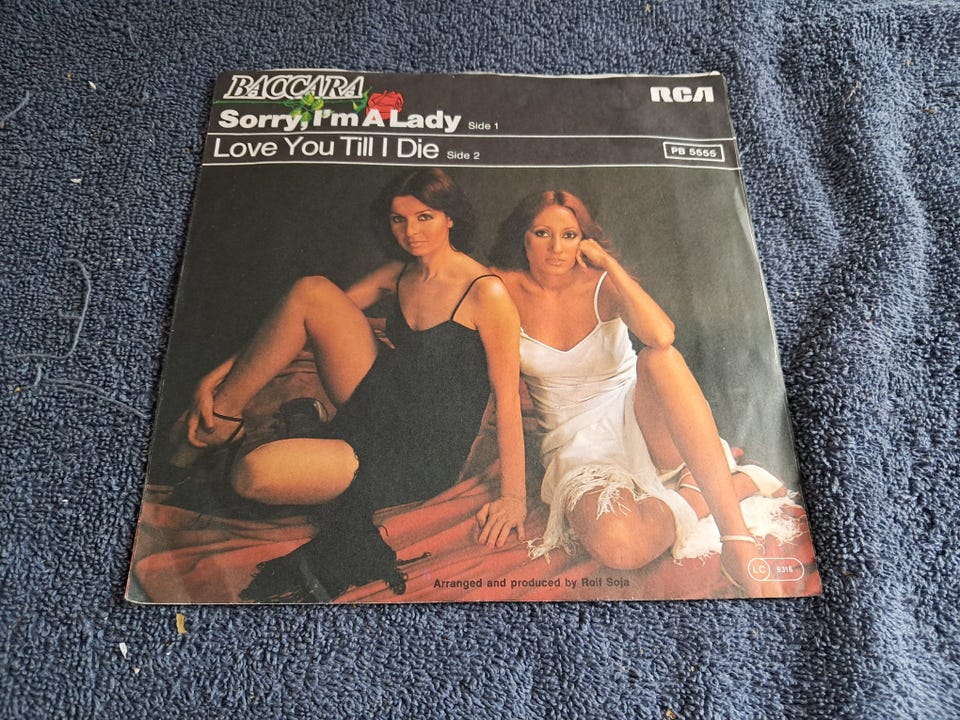 BACCARA
RCA
Sorry, I'm A Lady Side 1
Love You Till I Die Side 2
PB 5555
Arranged and produced by Rolf Soja
LC 0316